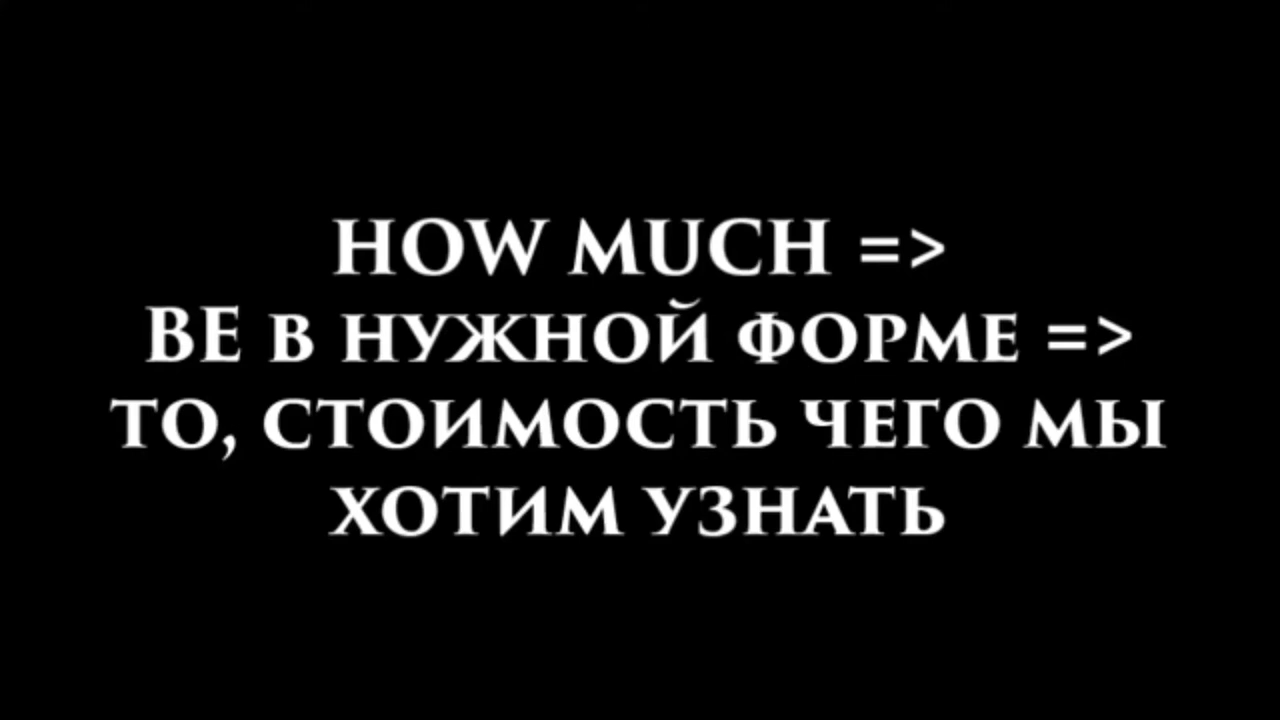 HOW MUCH =>
BE В НУЖНОЙ ФОРМЕ =>
ТО, СТОИМОСТЬ ЧЕГО МЫ
ХОТИМ УЗНАТЬ